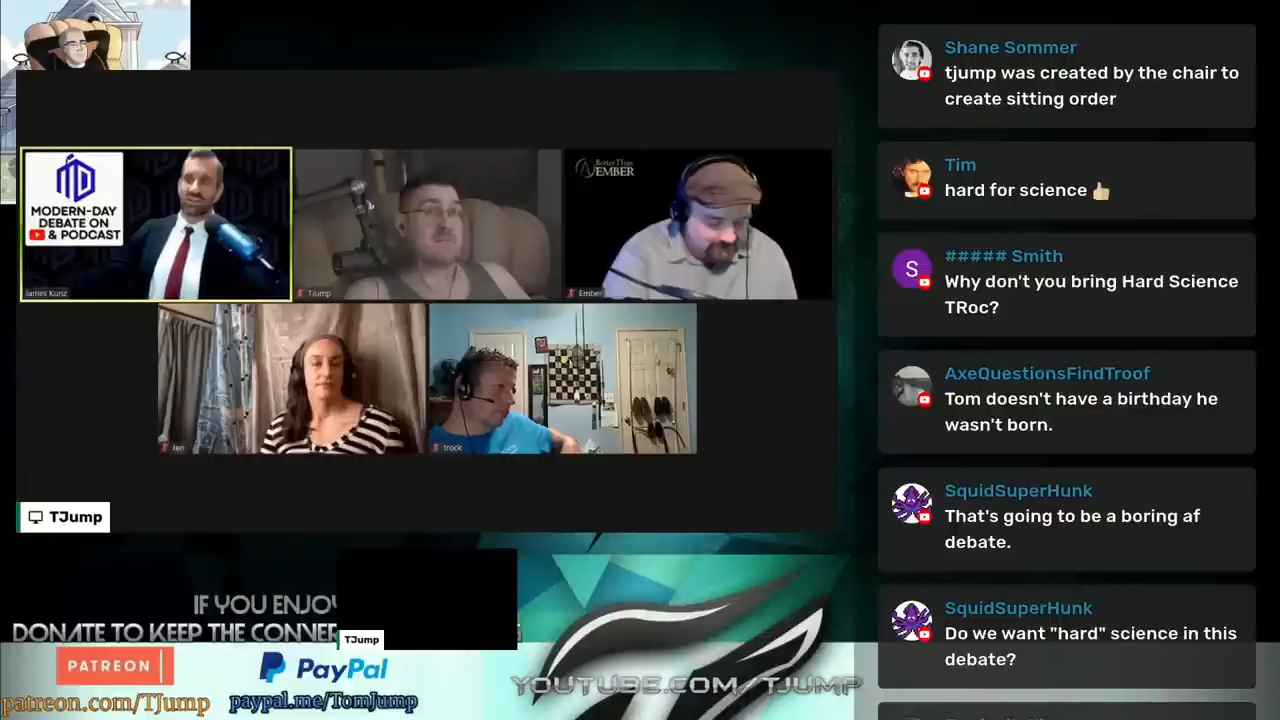 MODERN-DAY
DEBATE ON
& PODCAST
James Kunz
TJump
Better Than
EMBER
Ember
Jen
trock
TJump
IF YOU ENJOY
DONATE TO KEEP THE CONVER
TJump
PATREON
PayPal
patreon.com/TJump
paypal.me/TomJump
YOUTUBE.COM/TJUMP
Shane Sommer
tjump was created by the chair to
create sitting order
Tim
hard for science 👍
##### Smith
S
Why don't you bring Hard Science
TRoc?
AxeQuestionsFindTroof
Tom doesn't have a birthday he
wasn't born.
SquidSuperHunk
That's going to be a boring af
debate.
SquidSuperHunk
Do we want "hard" science in this
debate?